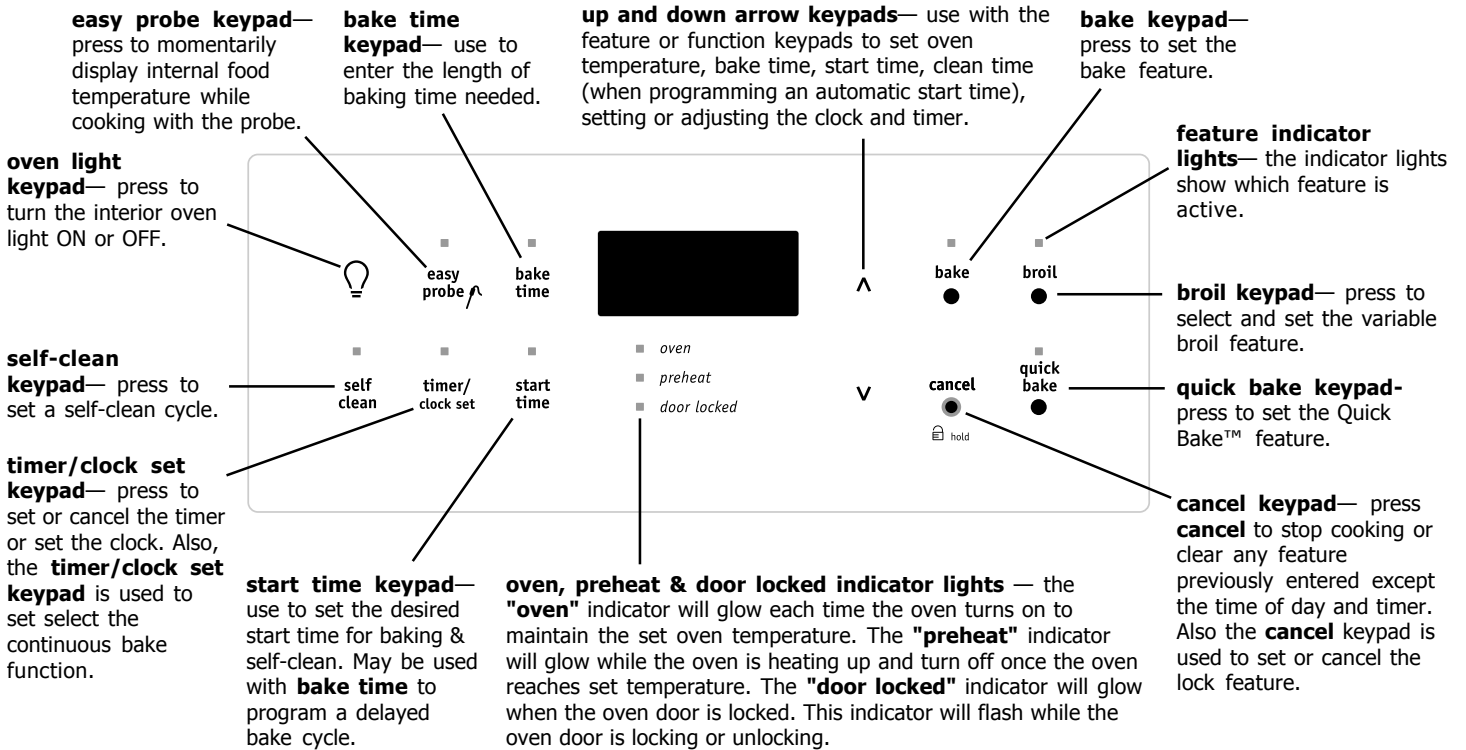 easy probe keypad—
press to momentarily
display internal food
temperature while
cooking with the probe.
bake time
keypad— use to
enter the length of
baking time needed.
up and down arrow keypads— use with the
feature or function keypads to set oven
temperature, bake time, start time, clean time
(when programming an automatic start time),
setting or adjusting the clock and timer.
bake keypad—
press to set the
bake feature.
feature indicator
lights— the indicator lights
show which feature is
active.
oven light
keypad— press to
turn the interior oven
light ON or OFF.
easy
probe
bake
time
bake
broil
broil keypad— press to
select and set the variable
broil feature.
self-clean
keypad— press to
set a self-clean cycle.
self
clean
timer/
clock set
start
time
oven
preheat
door locked
cancel
hold
quick
bake
quick bake keypad-
press to set the Quick
Bake™ feature.
timer/clock set
keypad— press to
set or cancel the timer
or set the clock. Also,
the timer/clock set
keypad is used to
set select the
continuous bake
function.
start time keypad—
use to set the desired
start time for baking &
self-clean. May be used
with bake time to
program a delayed
bake cycle.
oven, preheat & door locked indicator lights — the
"oven" indicator will glow each time the oven turns on to
maintain the set oven temperature. The "preheat" indicator
will glow while the oven is heating up and turn off once the oven
reaches set temperature. The "door locked" indicator will glow
when the oven door is locked. This indicator will flash while the
oven door is locking or unlocking.
cancel keypad— press
cancel to stop cooking or
clear any feature
previously entered except
the time of day and timer.
Also the cancel keypad is
used to set or cancel the
lock feature.